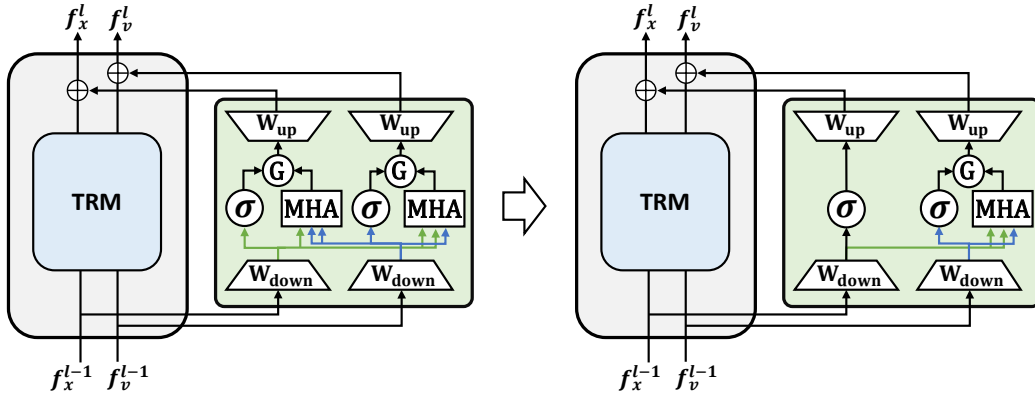 f_x^l f_v^l f_x^l f_v^l
W_up W_up W_up W_up
G G G
TRM σ MHA σ MHA TRM σ σ MHA
W_down W_down W_down W_down
f_x^{l-1} f_v^{l-1} f_x^{l-1} f_v^{l-1}